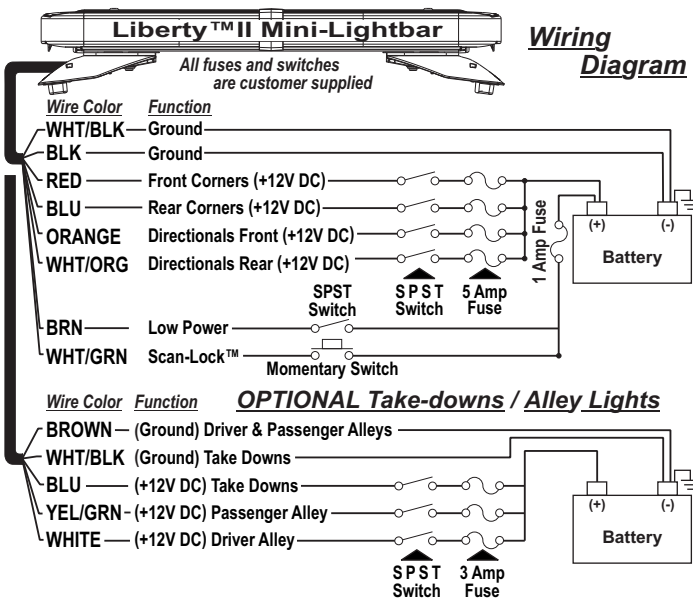 Liberty™II Mini-Lightbar
Wiring
Diagram
All fuses and switches
are customer supplied
Wire Color Function
WHT/BLK Ground
BLK Ground
RED Front Corners (+12V DC)
BLU Rear Corners (+12V DC)
ORANGE Directionals Front (+12V DC)
WHT/ORG Directionals Rear (+12V DC)
SPST
Switch
S P S T
Switch
5 Amp
Fuse
1 Amp Fuse
(+) (-)
Battery
BRN Low Power
WHT/GRN Scan-Lock™
Momentary Switch
Wire Color Function OPTIONAL Take-downs / Alley Lights
BROWN (Ground) Driver & Passenger Alleys
WHT/BLK (Ground) Take Downs
BLU (+12V DC) Take Downs
YEL/GRN (+12V DC) Passenger Alley
WHITE (+12V DC) Driver Alley
(+) (-)
Battery
S P S T
Switch
3 Amp
Fuse